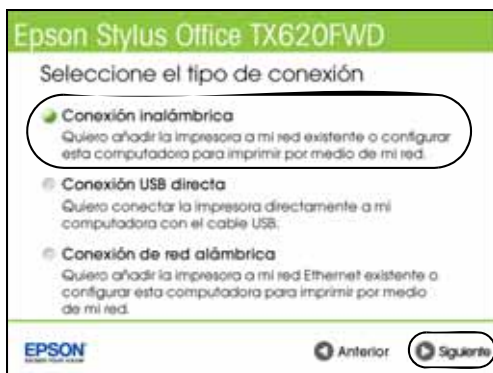 Epson Stylus Office TX620FWD
Seleccione el tipo de conexión
Conexión inalámbrica
Quiero añadir la impresora a mi red existente o configurar
esta computadora para imprimir por medio de mi red.
Conexión USB directa
Quiero conectar la impresora directamente a mi
computadora con el cable USB.
Conexión de red alámbrica
Quiero añadir la impresora a mi red Ethernet existente o
configurar esta computadora para imprimir por medio
de mi red.
EPSON
EXCEED YOUR VISION
Anterior
Siguiente